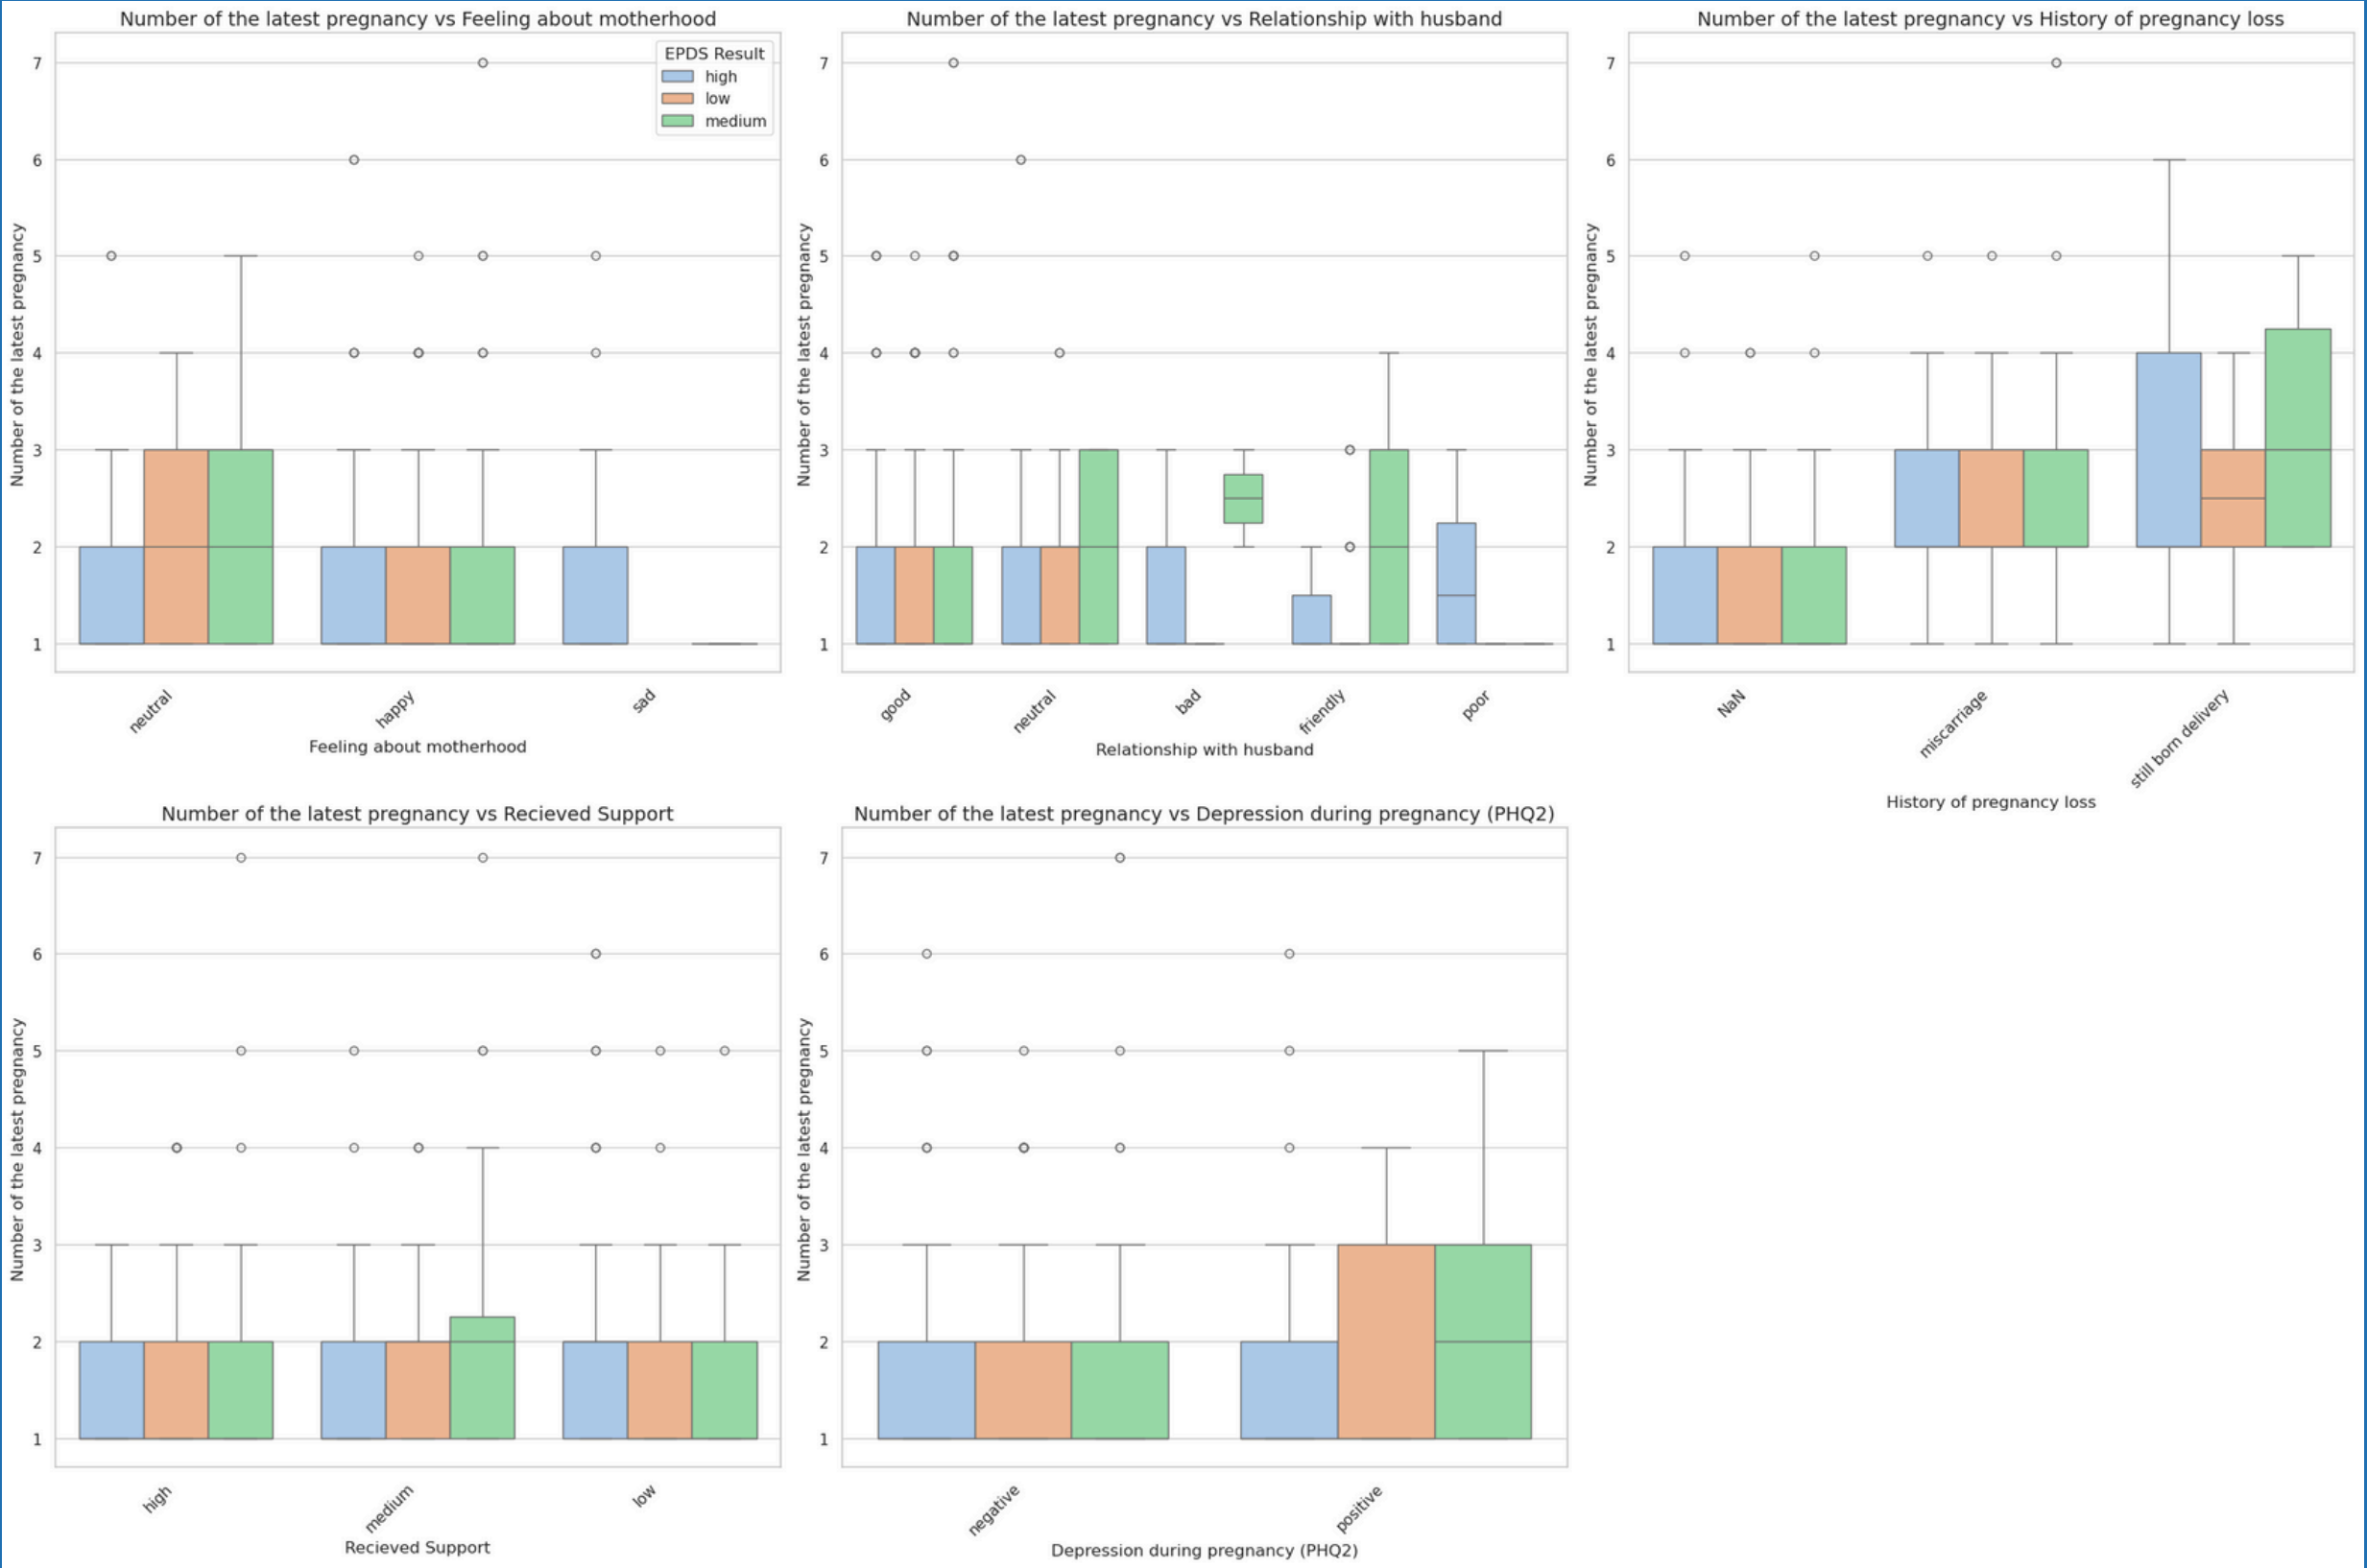 Number of the latest pregnancy vs Feeling about motherhood
Number of the latest pregnancy
7
6
5
4
3
2
1
EPDS Result
high
low
medium
neutral
happy
sad
Feeling about motherhood
Number of the latest pregnancy vs Relationship with husband
Number of the latest pregnancy
7
6
5
4
3
2
1
good
neutral
bad
friendly
poor
Relationship with husband
Number of the latest pregnancy vs History of pregnancy loss
Number of the latest pregnancy
7
6
5
4
3
2
1
NaN
miscarriage
still born delivery
History of pregnancy loss
Number of the latest pregnancy vs Recieved Support
Number of the latest pregnancy
7
6
5
4
3
2
1
high
medium
low
Recieved Support
Number of the latest pregnancy vs Depression during pregnancy (PHQ2)
Number of the latest pregnancy
7
6
5
4
3
2
1
negative
positive
Depression during pregnancy (PHQ2)